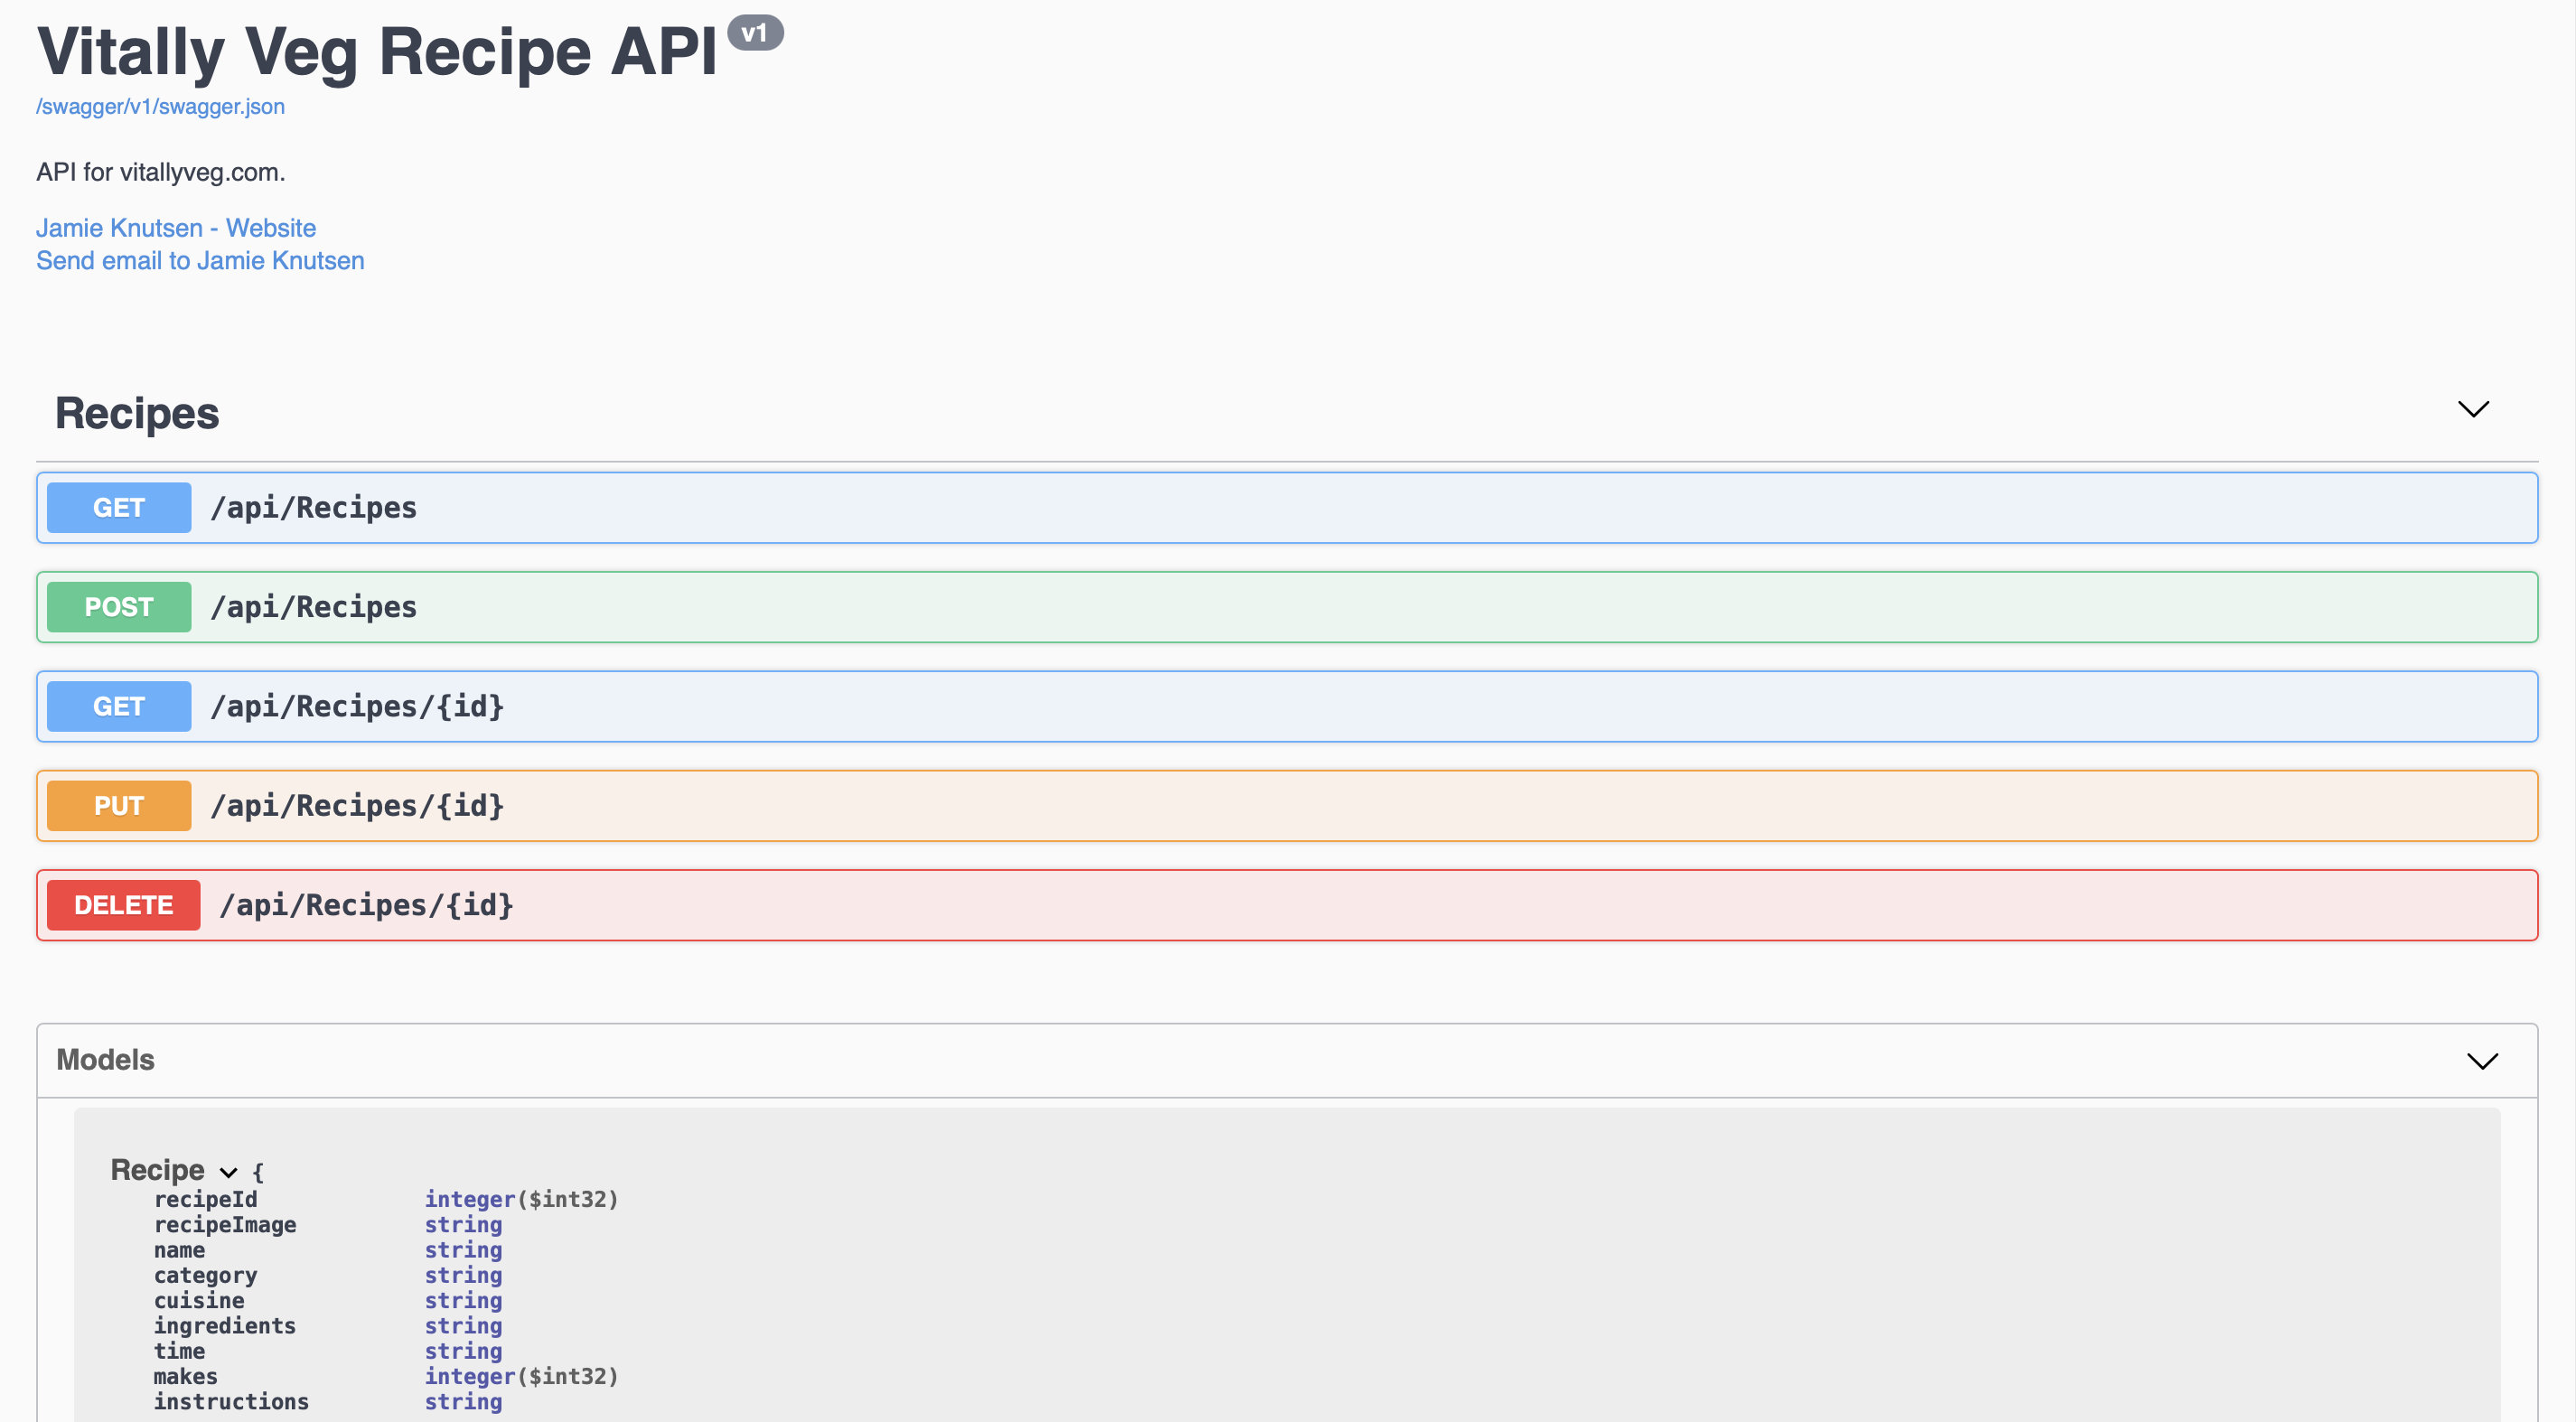 Vitally Veg Recipe API v1
/swagger/v1/swagger.json
API for vitallyveg.com.
Jamie Knutsen - Website
Send email to Jamie Knutsen
Recipes
GET /api/Recipes
POST /api/Recipes
GET /api/Recipes/{id}
PUT /api/Recipes/{id}
DELETE /api/Recipes/{id}
Models
Recipe {
recipeId integer($int32)
recipeImage string
name string
category string
cuisine string
ingredients string
time string
makes integer($int32)
instructions string